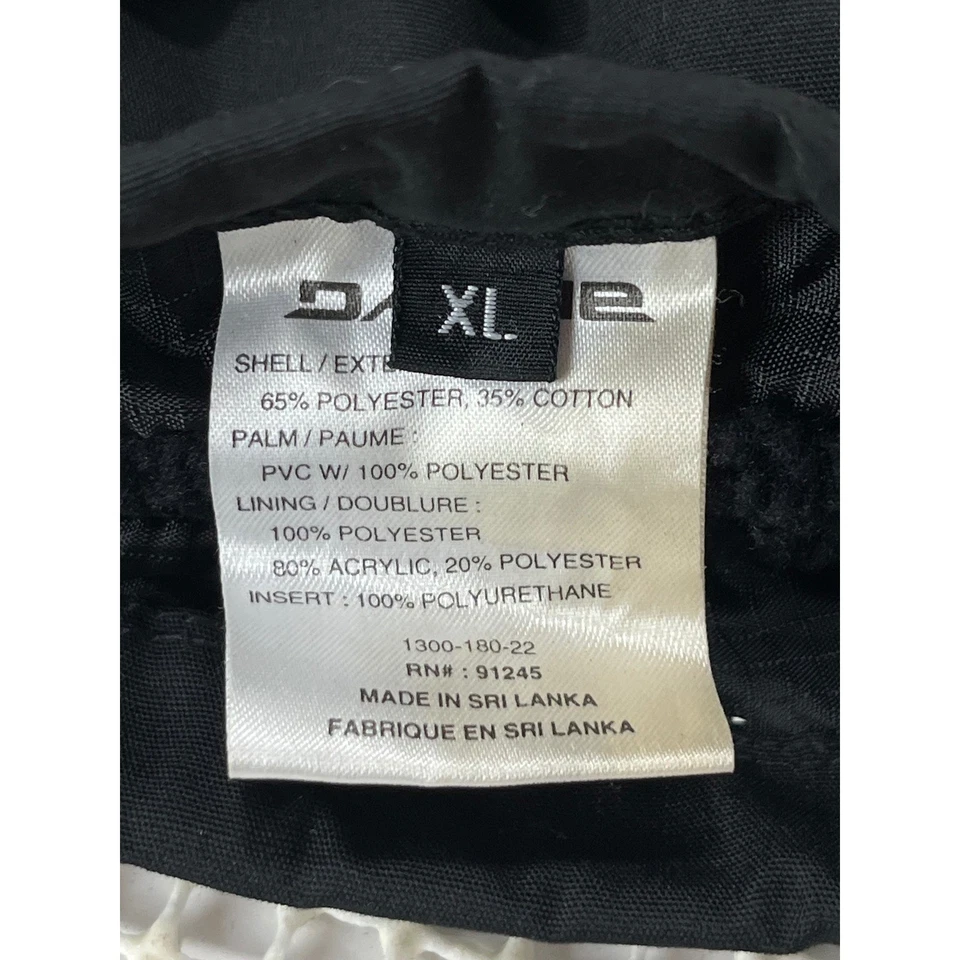 XL
SHELL / EXTE
65% POLYESTER, 35% COTTON
PALM / PAUME :
PVC W/ 100% POLYESTER
LINING / DOUBLURE :
100% POLYESTER
80% ACRYLIC, 20% POLYESTER
INSERT : 100% POLYURETHANE
1300-180-22
RN# : 91245
MADE IN SRI LANKA
FABRIQUE EN SRI LANKA